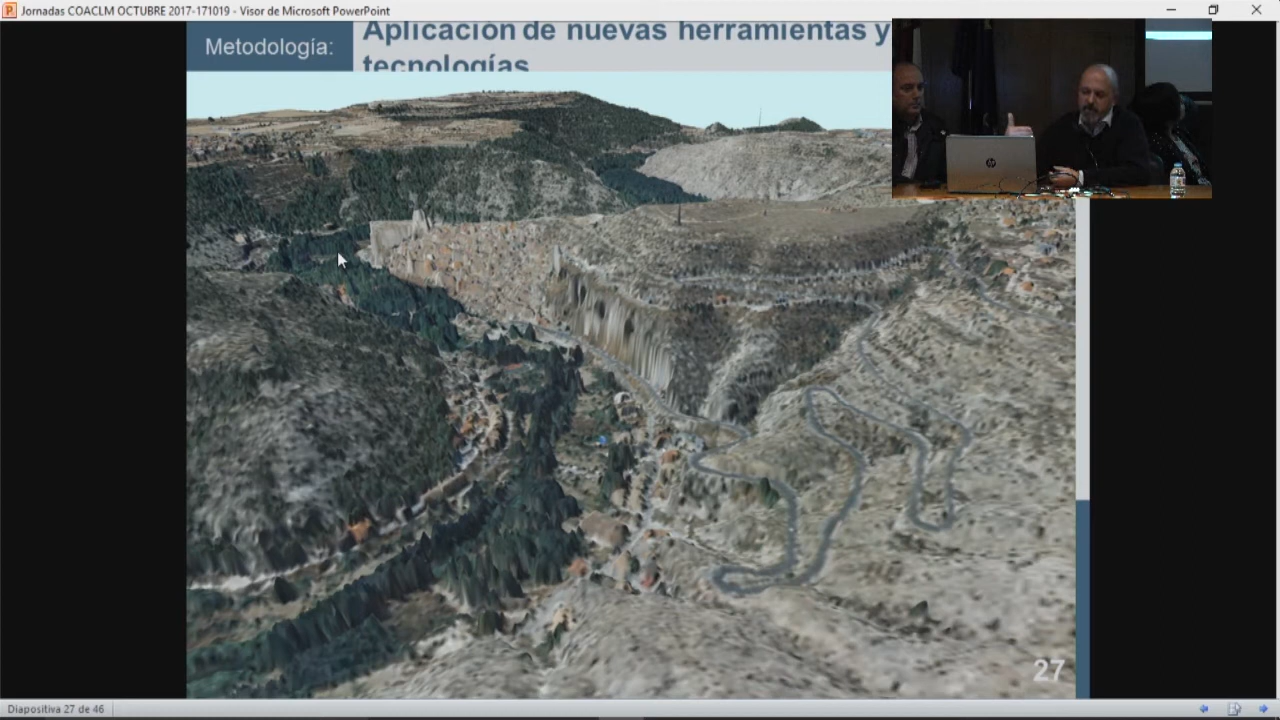 Jornadas COACLM OCTUBRE 2017-171019 - Visor de Microsoft PowerPoint
Metodología:
Aplicación de nuevas herramientas y
tecnologías
hp
27
Diapositiva 27 de 46